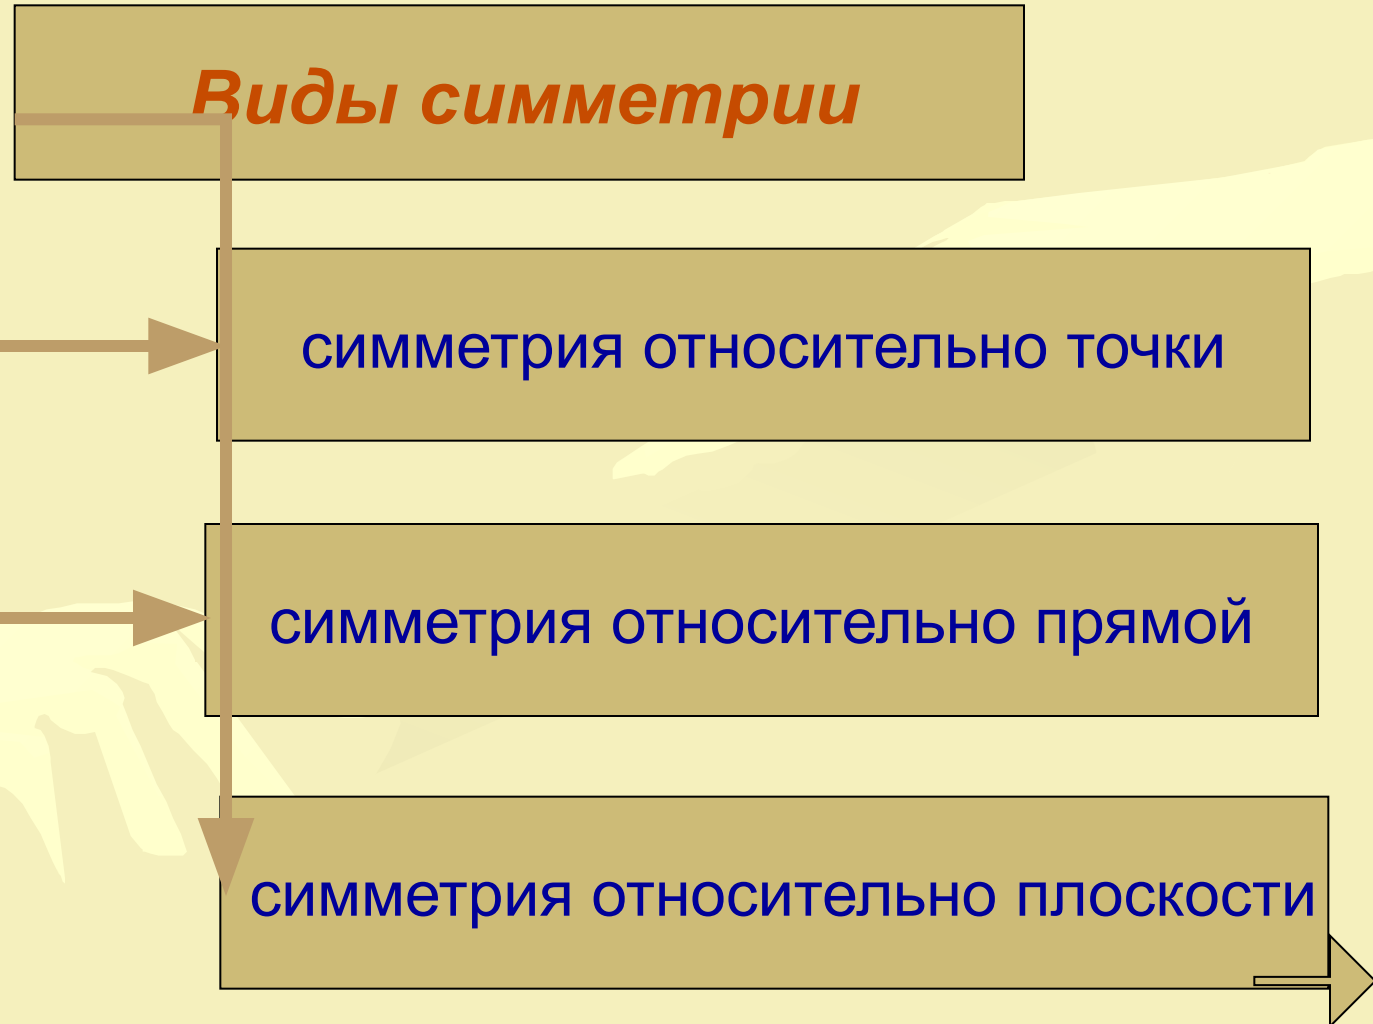 Виды симметрии
симметрия относительно точки
симметрия относительно прямой
симметрия относительно плоскости